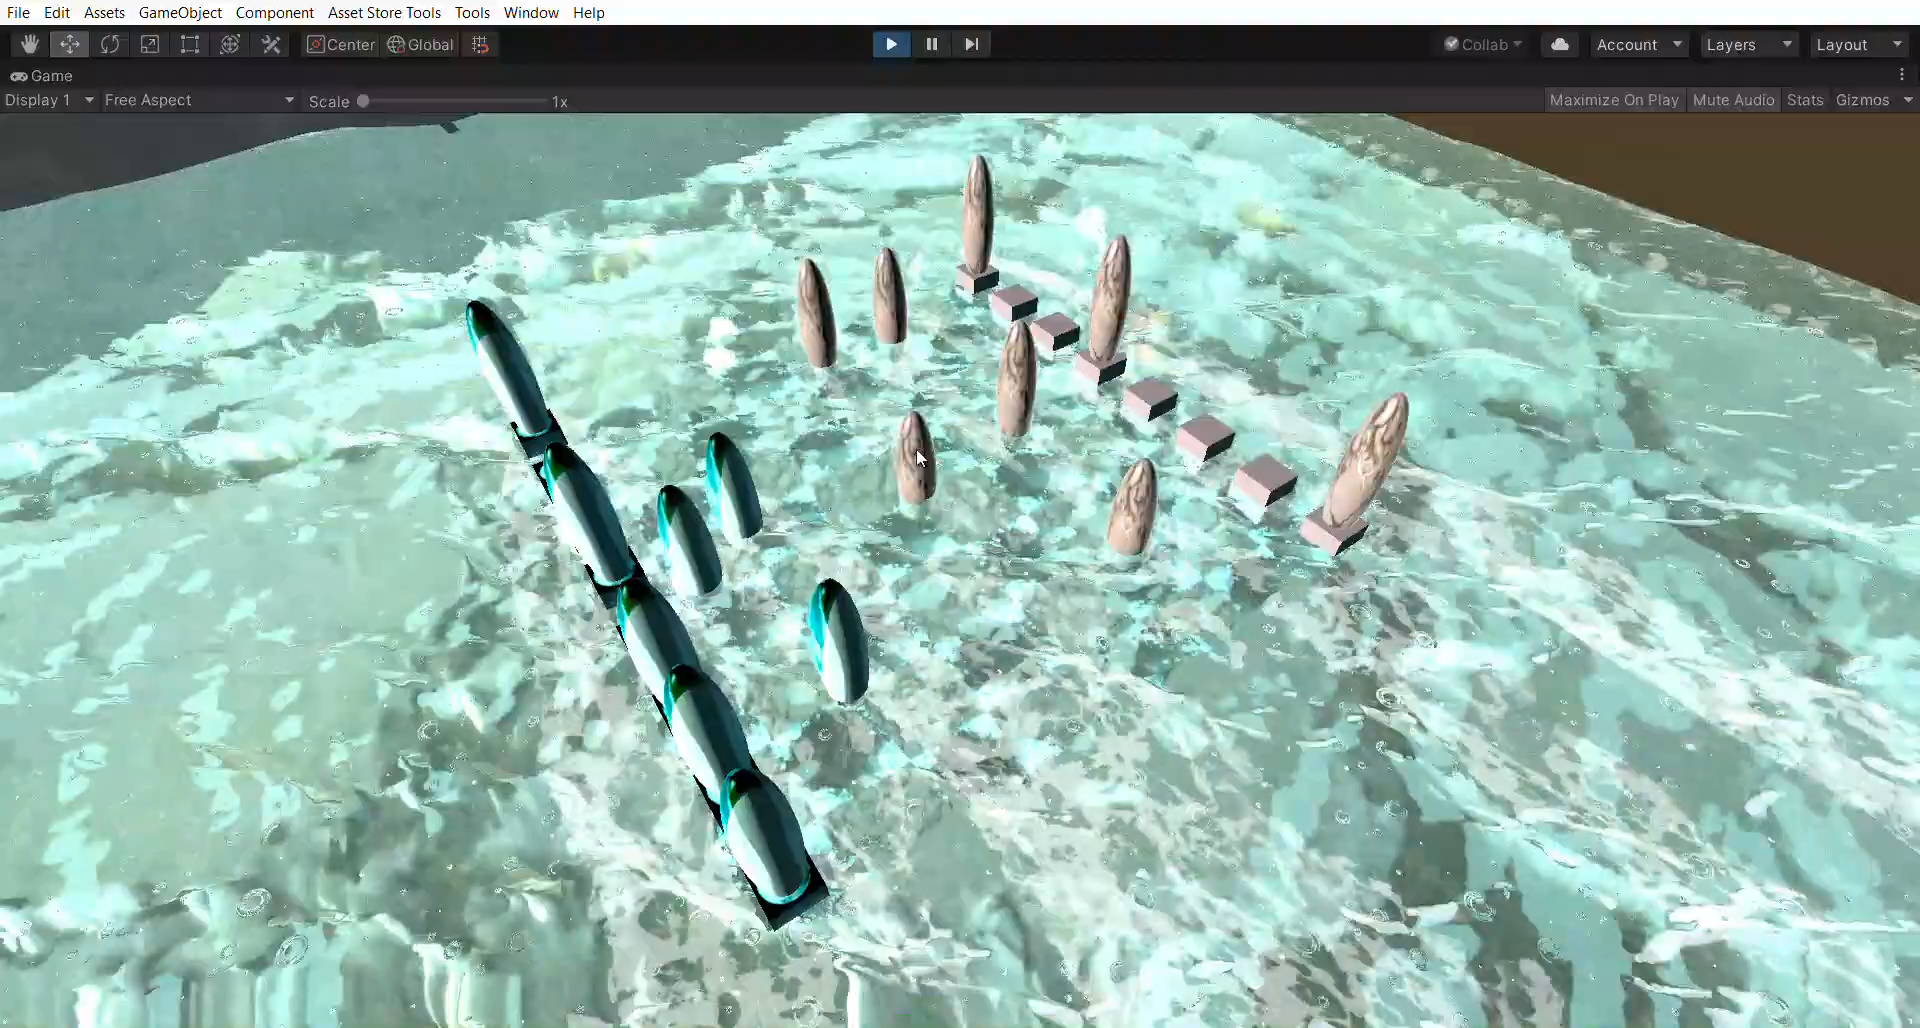 File Edit Assets GameObject Component Asset Store Tools Tools Window Help
Center Global Collab Account Layers Layout
Game
Display 1 Free Aspect Scale 1x Maximize On Play Mute Audio Stats Gizmos